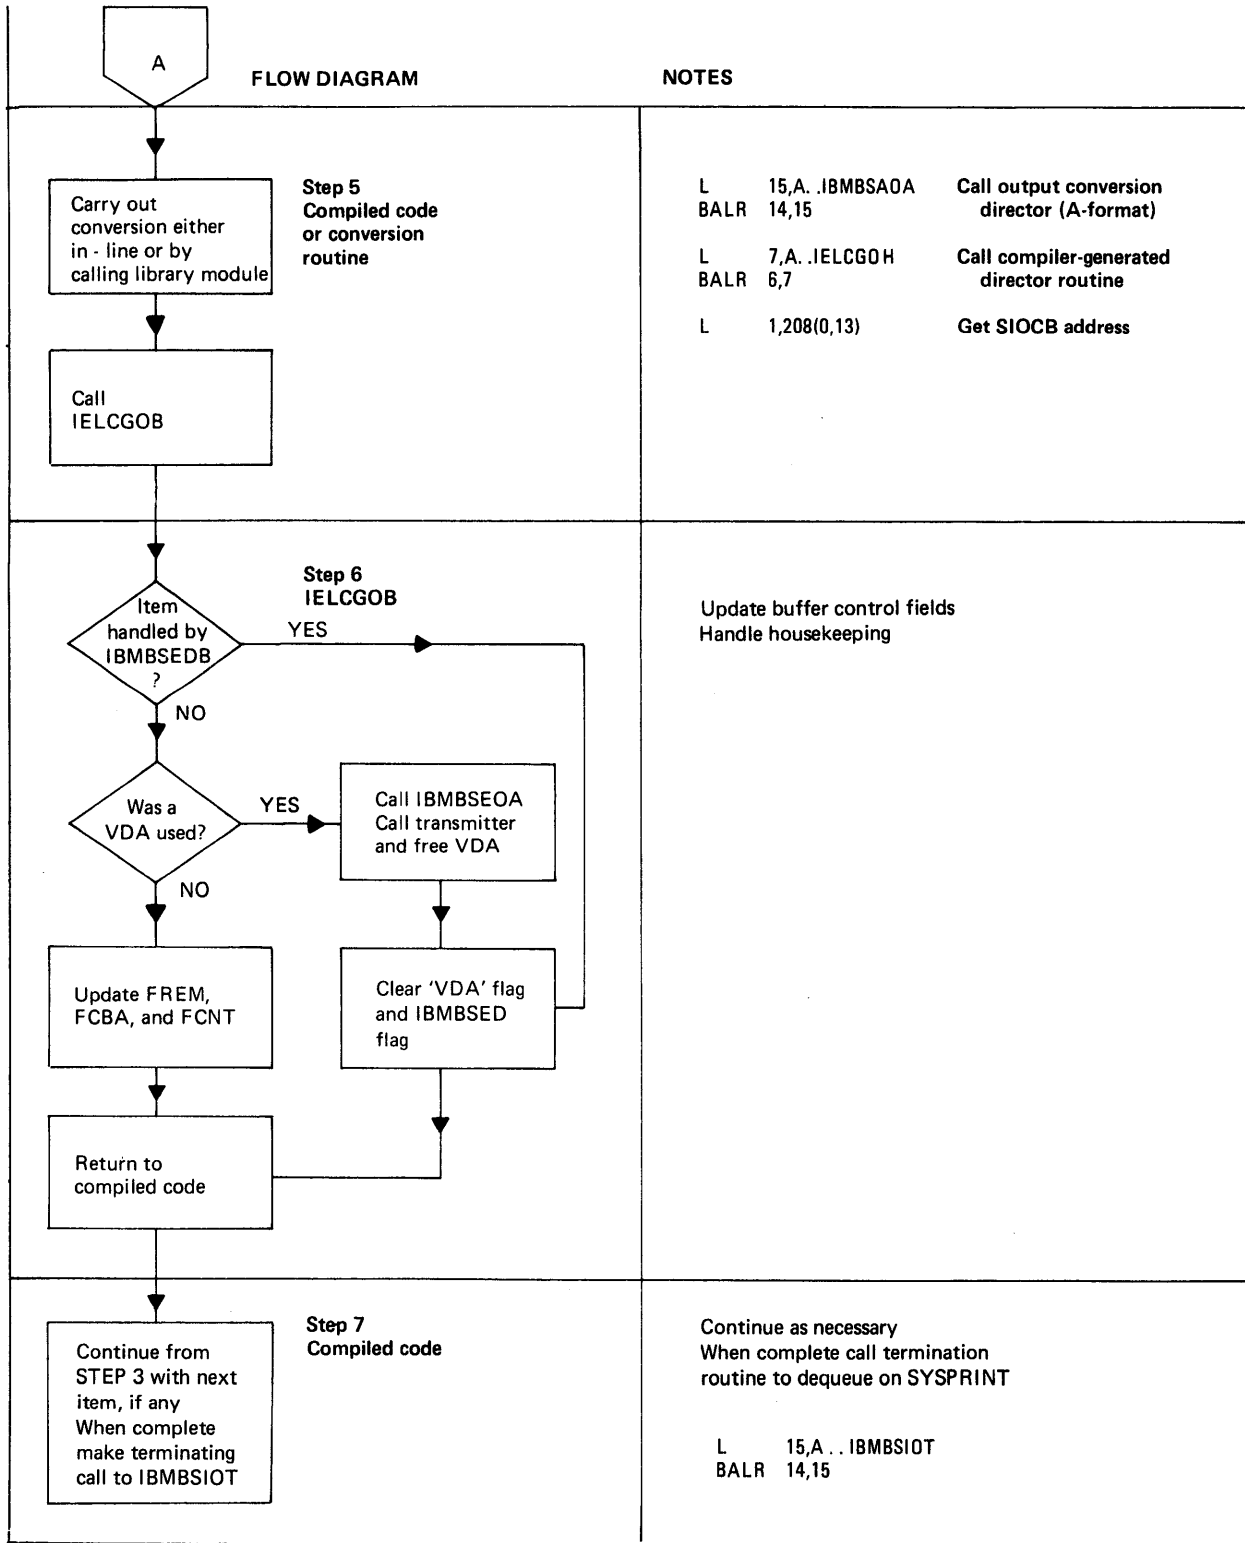 A
FLOW DIAGRAM
NOTES
Carry out
conversion either
in - line or by
calling library module
Step 5
Compiled code
or conversion
routine
L 15,A. .IBMBSAOA Call output conversion
BALR 14,15 director (A-format)
L 7,A. .IELCGOH Call compiler-generated
BALR 6,7 director routine
L 1,208(0,13) Get SIOCB address
Call
IELCGOB
Step 6
IELCGOB
Item
handled by
IBMBSEDB
?
YES
NO
Update buffer control fields
Handle housekeeping
Was a
VDA used?
YES
NO
Call IBMBSEOA
Call transmitter
and free VDA
Update FREM,
FCBA, and FCNT
Clear 'VDA' flag
and IBMBSED
flag
Return to
compiled code
Step 7
Compiled code
Continue from
STEP 3 with next
item, if any
When complete
make terminating
call to IBMBSIOT
Continue as necessary
When complete call termination
routine to dequeue on SYSPRINT
L 15,A . . IBMBSIOT
BALR 14,15